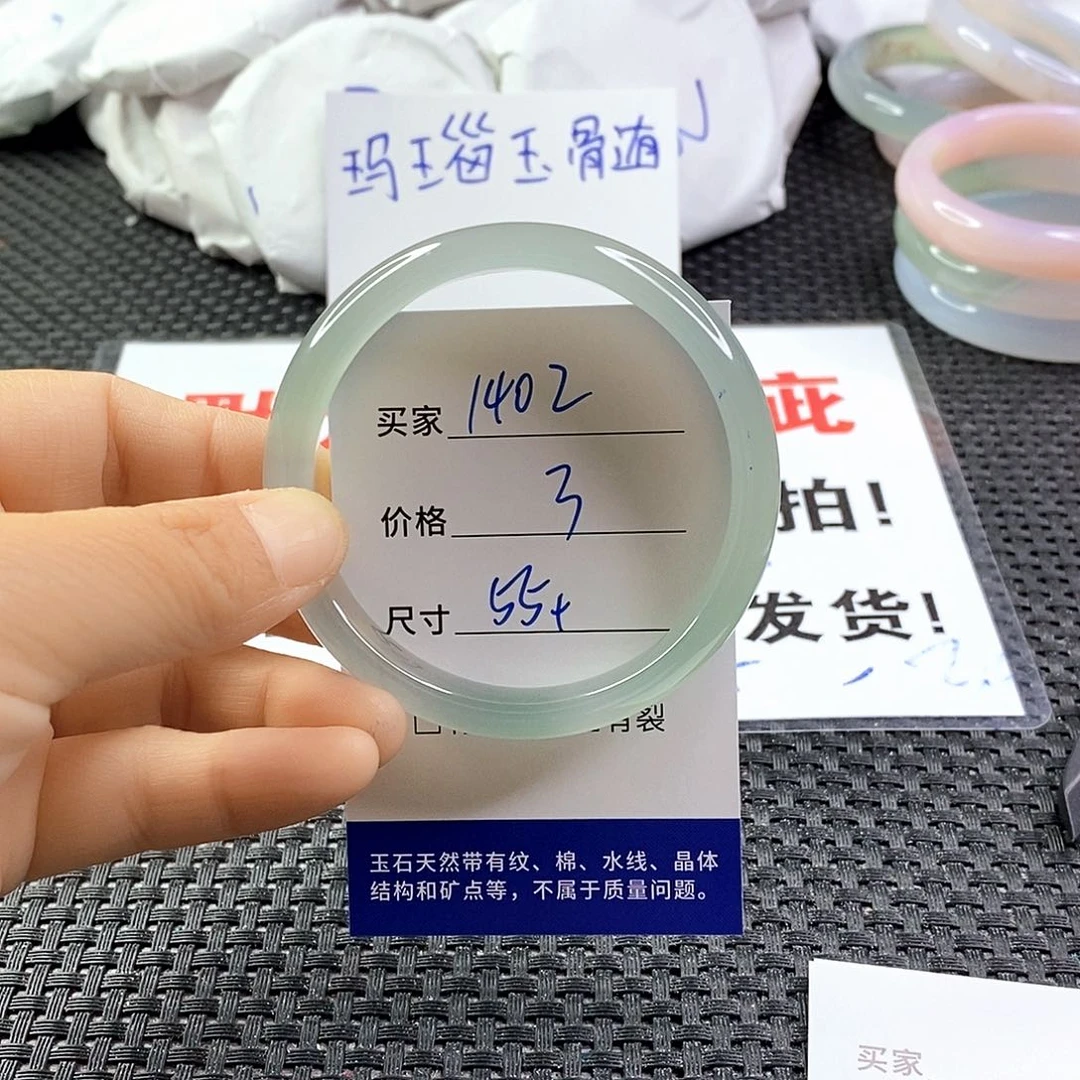 玛瑙玉骨髓
买家 1402
价格 3
尺寸 55+
此
拍!
发货!
裂
玉石天然带有纹、棉、水线、晶体
结构和矿点等，不属于质量问题。
买家